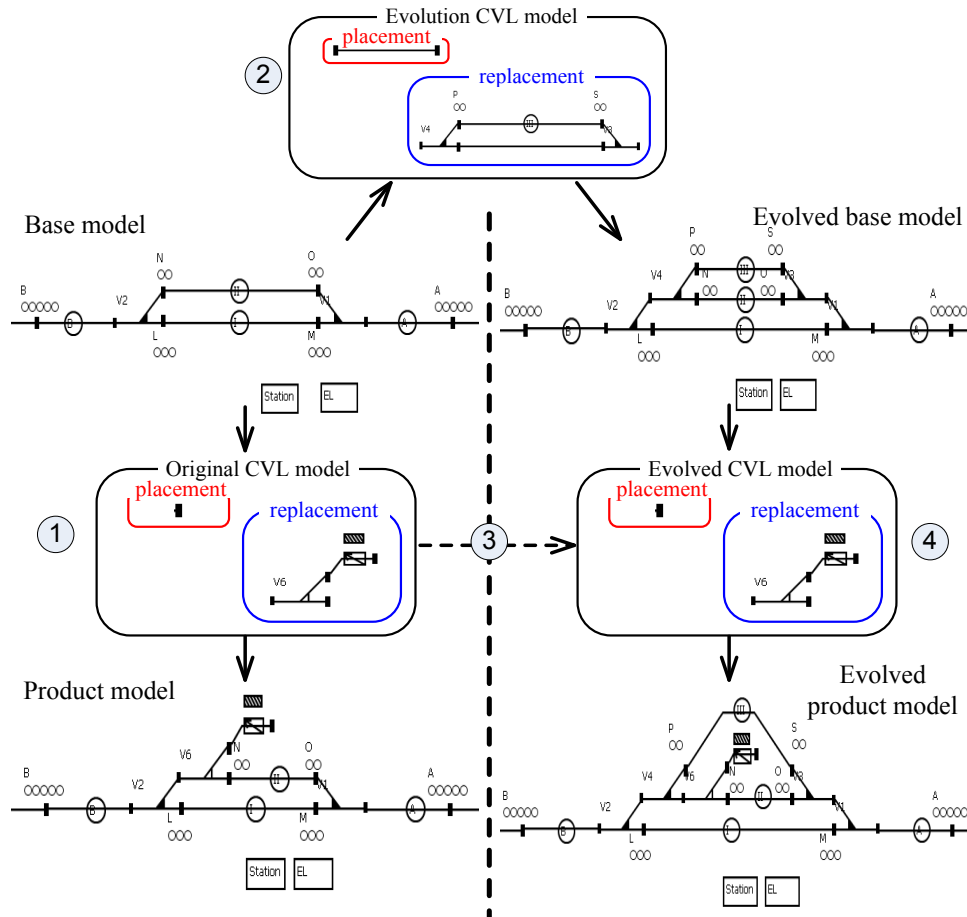 Evolution CVL model
placement
2
replacement
P
S
V4
III
V3
Base model
N
O
B
V2
II
V1
A
B
I
A
L
M
Station
EL
Evolved base model
P
S
V4
III
V3
N
O
B
V2
II
V1
A
B
I
A
L
M
Station
EL
Original CVL model
placement
1
replacement
V6
3
Evolved CVL model
placement
replacement
4
V6
Product model
V6
N
O
B
V2
II
V1
A
B
I
A
L
M
Station
EL
Evolved
product model
III
P
S
V4
V6
N
O
V3
B
V2
II
V1
A
B
I
A
L
M
Station
EL